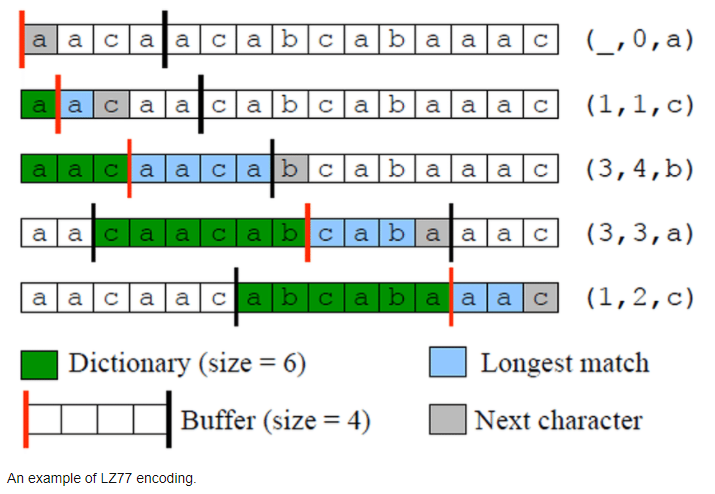 a a c a a c a b c a b a a a c (_,0,a)
a a c a a c a b c a b a a a c (1,1,c)
a a c a a c a b c a b a a a c (3,4,b)
a a c a a c a b c a b a a a c (3,3,a)
a a c a a c a b c a b a a a c (1,2,c)
Dictionary (size = 6) Longest match
Buffer (size = 4) Next character
An example of LZ77 encoding.